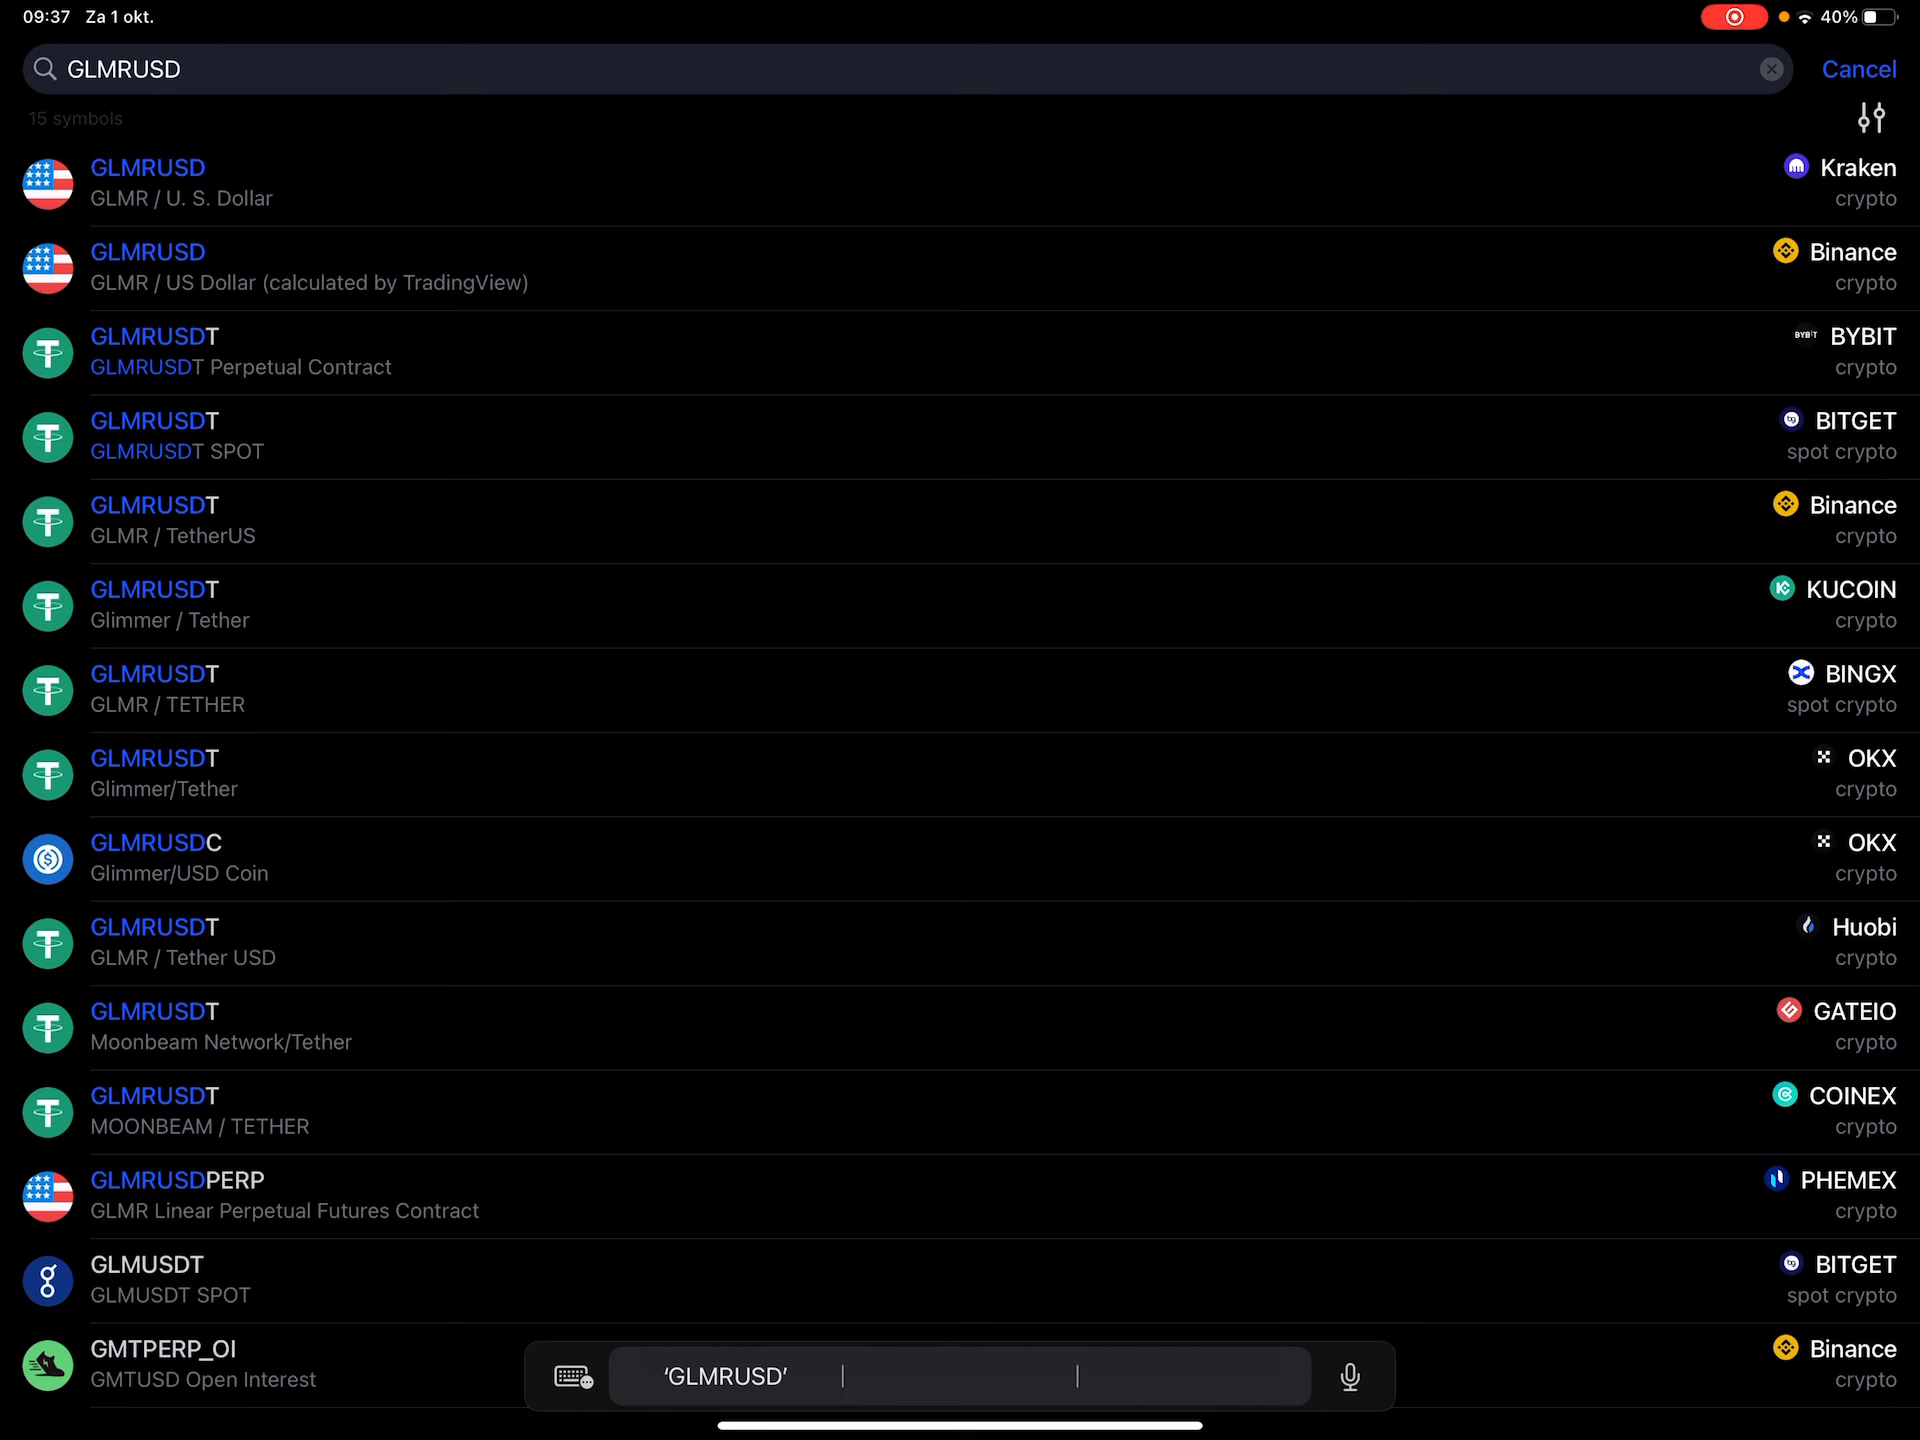 09:37 Za 1 okt. 40%
GLMRUSD Cancel
15 symbols
GLMRUSD Kraken
GLMR / U. S. Dollar crypto
GLMRUSD Binance
GLMR / US Dollar (calculated by TradingView) crypto
GLMRUSDT BYBIT BYBIT
GLMRUSDT Perpetual Contract crypto
GLMRUSDT BITGET
GLMRUSDT SPOT spot crypto
GLMRUSDT Binance
GLMR / TetherUS crypto
GLMRUSDT KUCOIN
Glimmer / Tether crypto
GLMRUSDT BINGX
GLMR / TETHER spot crypto
GLMRUSDT OKX
Glimmer/Tether crypto
GLMRUSDC OKX
Glimmer/USD Coin crypto
GLMRUSDT Huobi
GLMR / Tether USD crypto
GLMRUSDT GATEIO
Moonbeam Network/Tether crypto
GLMRUSDT COINEX
MOONBEAM / TETHER crypto
GLMRUSDPERP PHEMEX
GLMR Linear Perpetual Futures Contract crypto
GLMUSDT BITGET
GLMUSDT SPOT spot crypto
GMTPERP_OI Binance
GMTUSD Open Interest crypto
‘GLMRUSD’